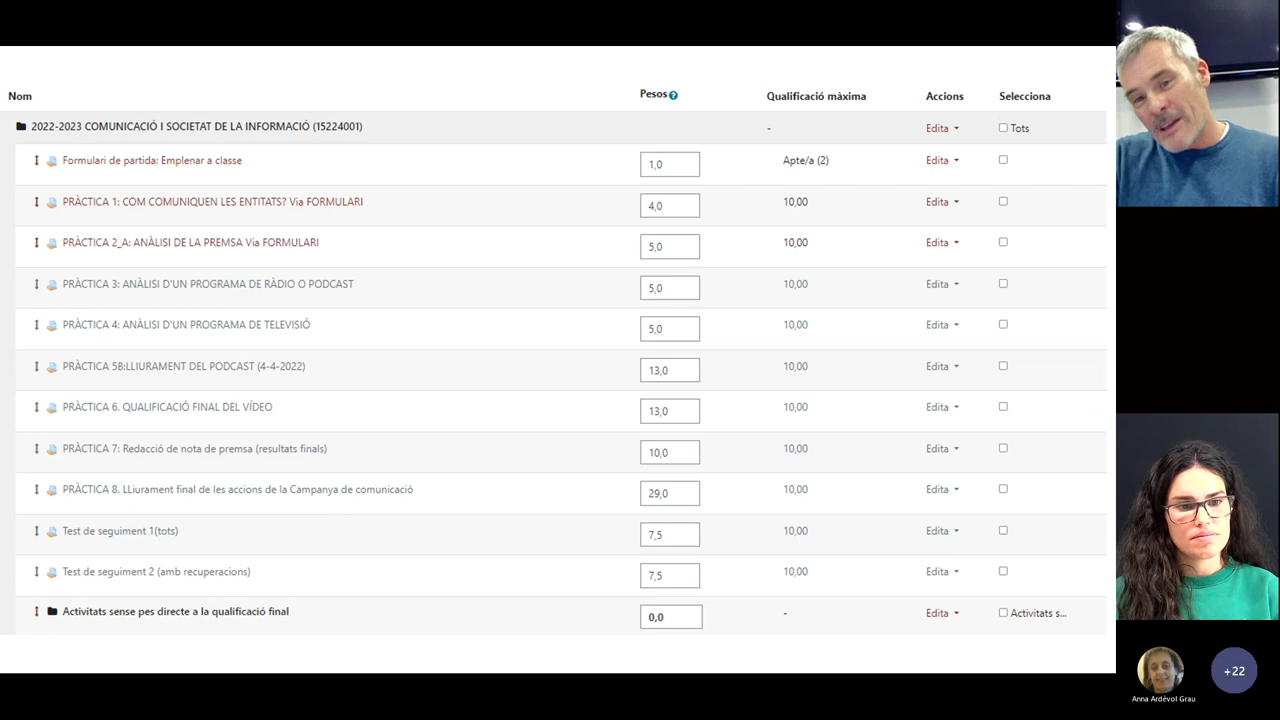 Nom Pesos Qualificació màxima Accions Selecciona
2022-2023 COMUNICACIÓ I SOCIETAT DE LA INFORMACIÓ (15224001) - Edita Tots
Formulari de partida: Emplenar a classe 1,0 Apte/a (2) Edita
PRÀCTICA 1: COM COMUNIQUEN LES ENTITATS? Via FORMULARI 4,0 10,00 Edita
PRÀCTICA 2_A: ANÀLISI DE LA PREMSA Via FORMULARI 5,0 10,00 Edita
PRÀCTICA 3: ANÀLISI D'UN PROGRAMA DE RÀDIO O PODCAST 5,0 10,00 Edita
PRÀCTICA 4: ANÀLISI D'UN PROGRAMA DE TELEVISIÓ 5,0 10,00 Edita
PRÀCTICA 5B:LLIURAMENT DEL PODCAST (4-4-2022) 13,0 10,00 Edita
PRÀCTICA 6. QUALIFICACIÓ FINAL DEL VÍDEO 13,0 10,00 Edita
PRÀCTICA 7: Redacció de nota de premsa (resultats finals) 10,0 10,00 Edita
PRÀCTICA 8. LLiurament final de les accions de la Campanya de comunicació 29,0 10,00 Edita
Test de seguiment 1(tots) 7,5 10,00 Edita
Test de seguiment 2 (amb recuperacions) 7,5 10,00 Edita
Activitats sense pes directe a la qualificació final 0,0 - Edita Activitats s...
+22
Anna Ardèvol Grau